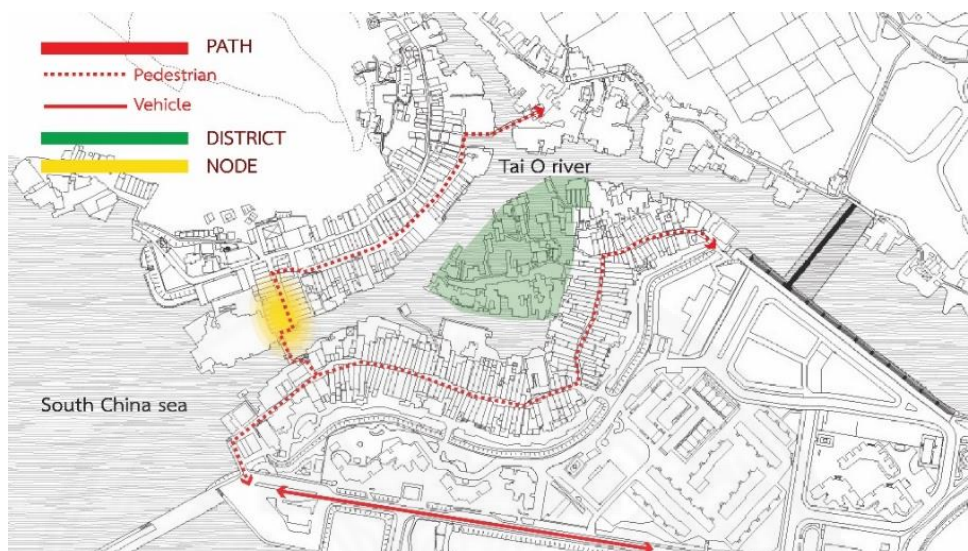 PATH
Pedestrian
Vehicle
DISTRICT
NODE
Tai O river
South China sea